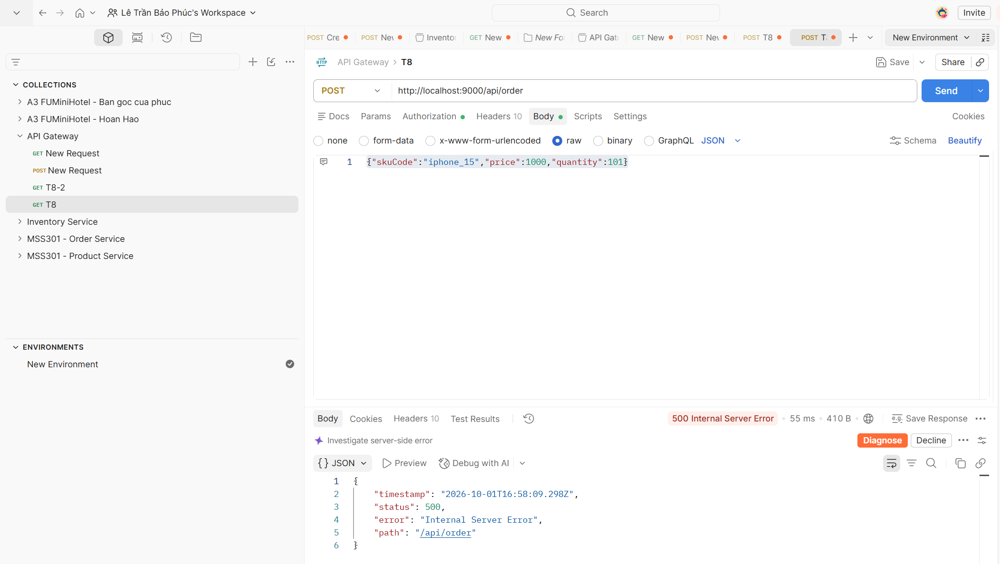 Lê Trần Bảo Phúc's Workspace
Search
Invite
POST Cre
POST Nev
Inventor
GET New
New Fo
API Gat
GET New
POST Nev
POST T8
POST T
New Environment
COLLECTIONS
A3 FUMiniHotel - Ban goc cua phuc
A3 FUMiniHotel - Hoan Hao
API Gateway
GET New Request
POST New Request
GET T8-2
GET T8
Inventory Service
MSS301 - Order Service
MSS301 - Product Service
ENVIRONMENTS
New Environment
HTTP API Gateway > T8
Save
Share
POST
http://localhost:9000/api/order
Send
Docs Params Authorization Headers 10 Body Scripts Settings
Cookies
none form-data x-www-form-urlencoded raw binary GraphQL JSON
Schema Beautify
1 {"skuCode":"iphone_15","price":1000,"quantity":101}
Body Cookies Headers 10 Test Results
500 Internal Server Error • 55 ms • 410 B •
e.g. Save Response
Investigate server-side error
Diagnose Decline
{} JSON Preview Debug with AI
1 {
2 "timestamp": "2026-10-01T16:58:09.298Z",
3 "status": 500,
4 "error": "Internal Server Error",
5 "path": "/api/order"
6 }